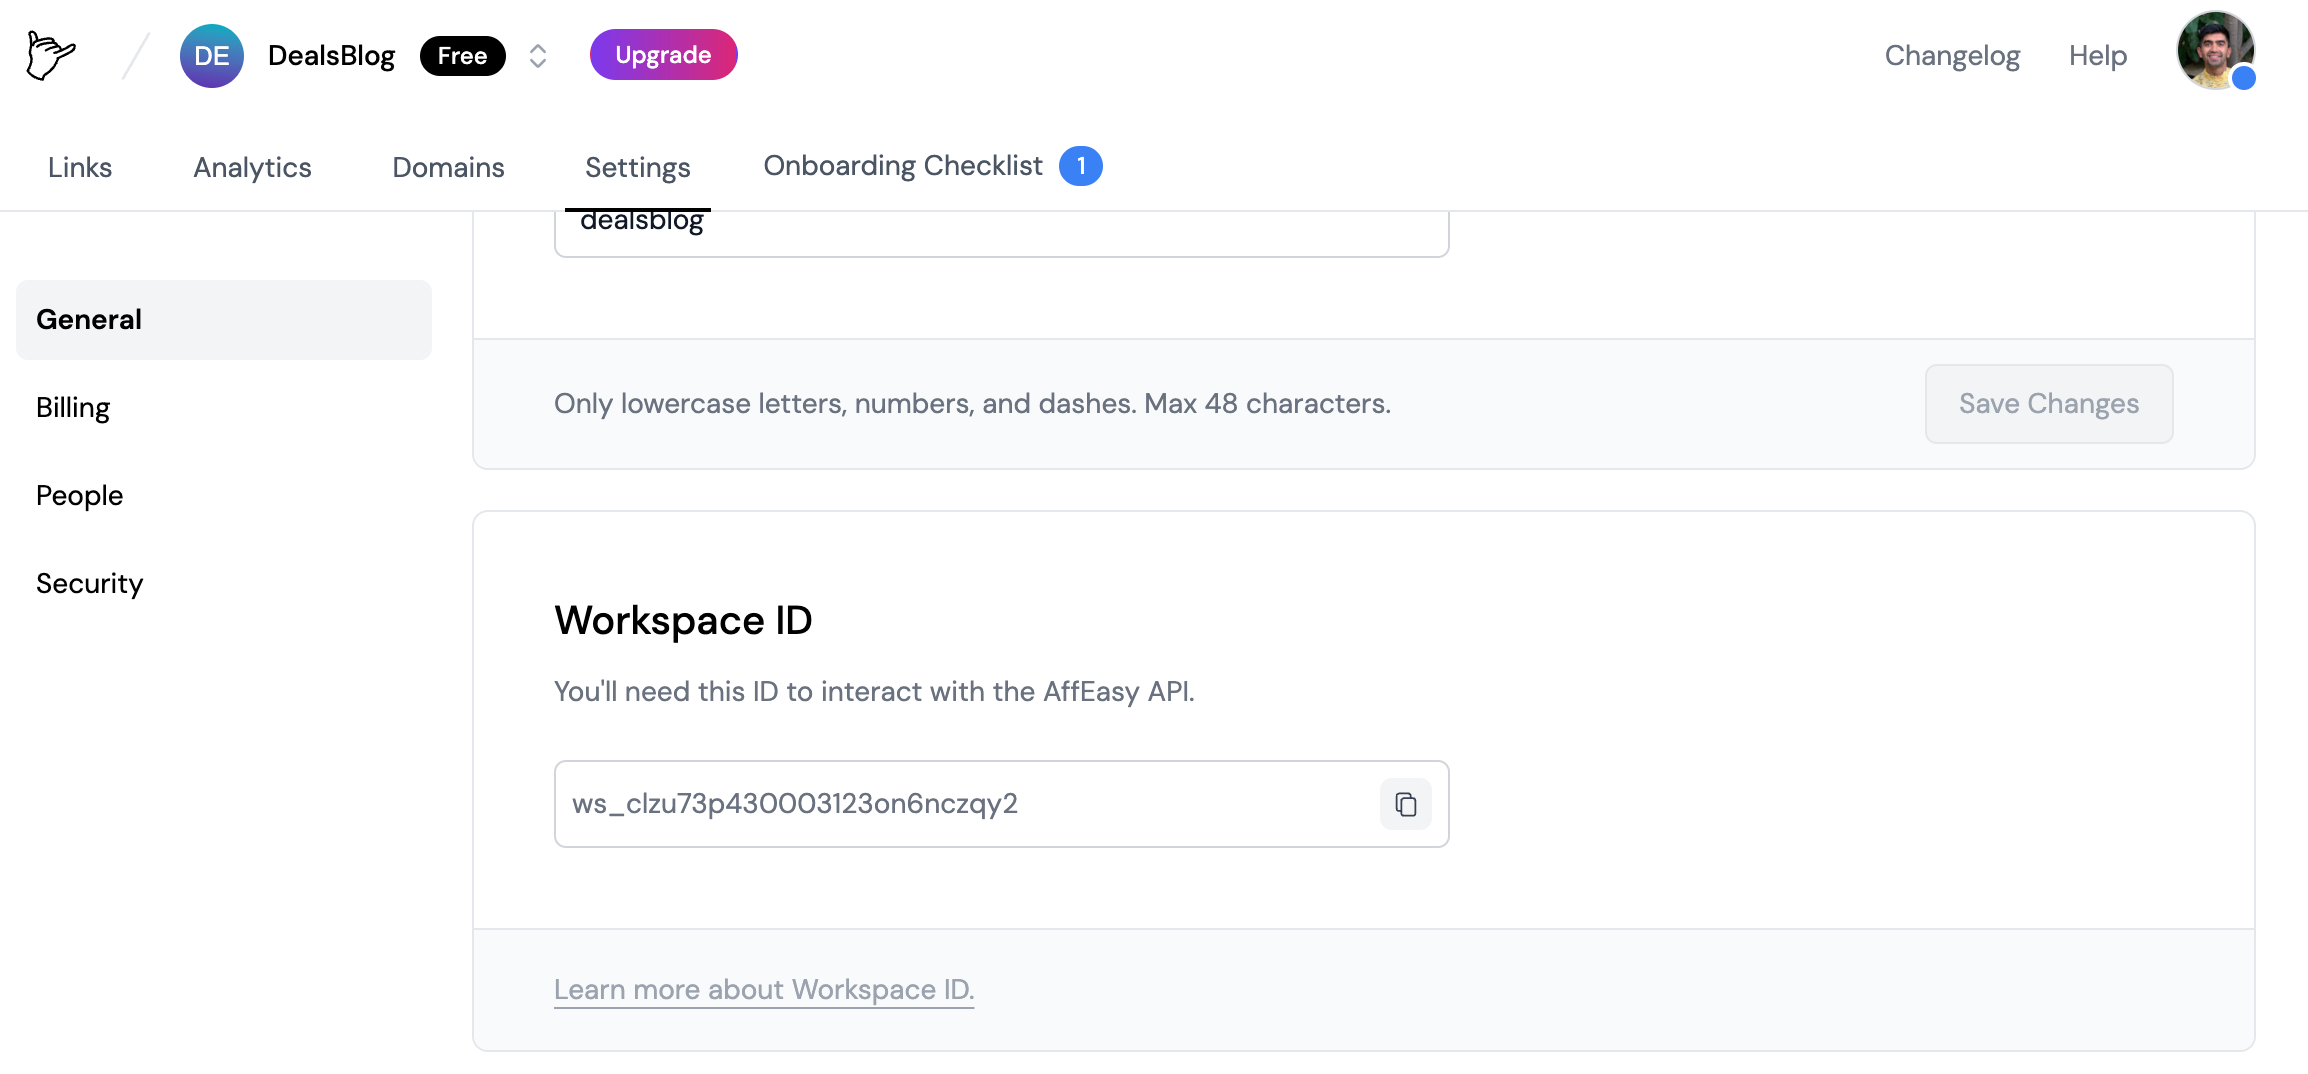 DE DealsBlog Free Upgrade Changelog Help
Links Analytics Domains Settings Onboarding Checklist 1
dealsblog
General
Only lowercase letters, numbers, and dashes. Max 48 characters. Save Changes
Billing
People
Security
Workspace ID
You'll need this ID to interact with the AffEasy API.
ws_clzu73p430003123on6nczqy2
Learn more about Workspace ID.